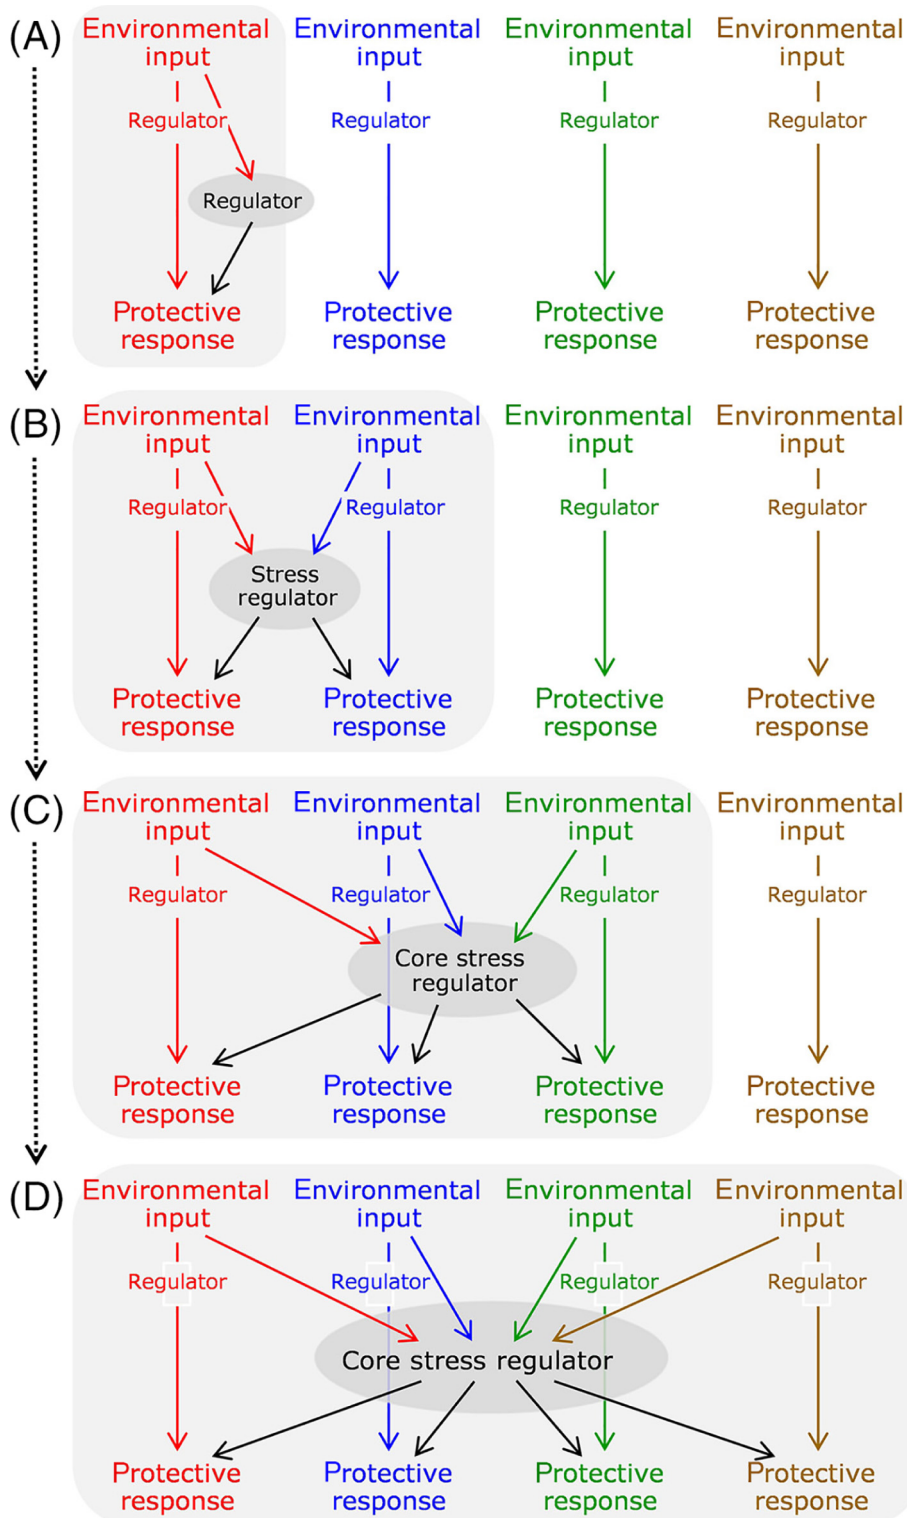 (A)
Environmental input
Environmental input
Environmental input
Environmental input
Regulator
Regulator
Regulator
Regulator
Regulator
Protective response
Protective response
Protective response
Protective response
(B)
Environmental input
Environmental input
Environmental input
Environmental input
Regulator
Regulator
Regulator
Regulator
Stress regulator
Protective response
Protective response
Protective response
Protective response
(C)
Environmental input
Environmental input
Environmental input
Environmental input
Regulator
Regulator
Regulator
Regulator
Core stress regulator
Protective response
Protective response
Protective response
Protective response
(D)
Environmental input
Environmental input
Environmental input
Environmental input
Regulator
Regulator
Regulator
Regulator
Core stress regulator
Protective response
Protective response
Protective response
Protective response